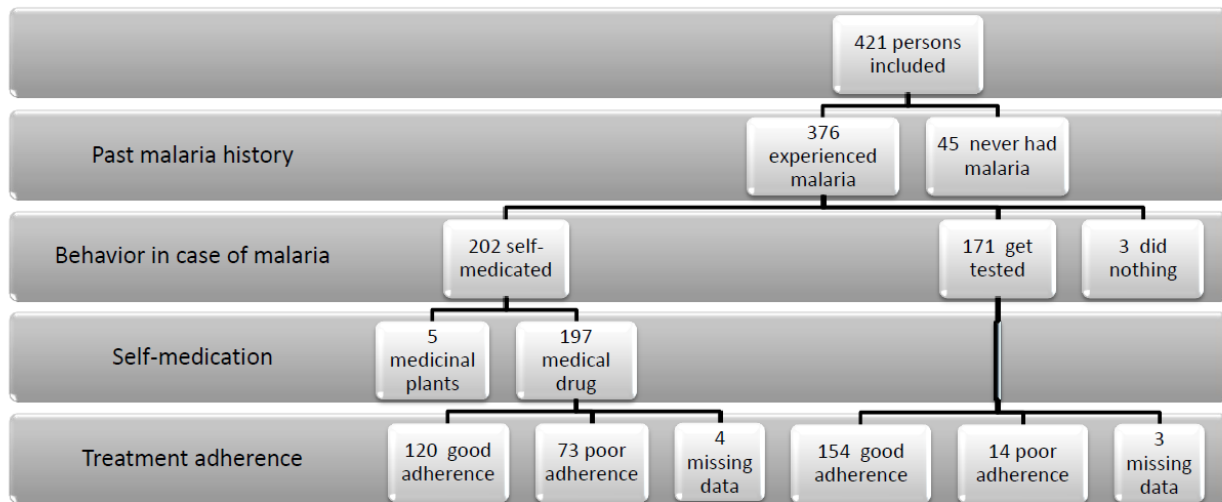 421 persons
included
Past malaria history
376
experienced
malaria
45 never had
malaria
Behavior in case of malaria
202 self-
medicated
171 get
tested
3 did
nothing
Self-medication
5
medicinal
plants
197
medical
drug
Treatment adherence
120 good
adherence
73 poor
adherence
4
missing
data
154 good
adherence
14 poor
adherence
3
missing
data